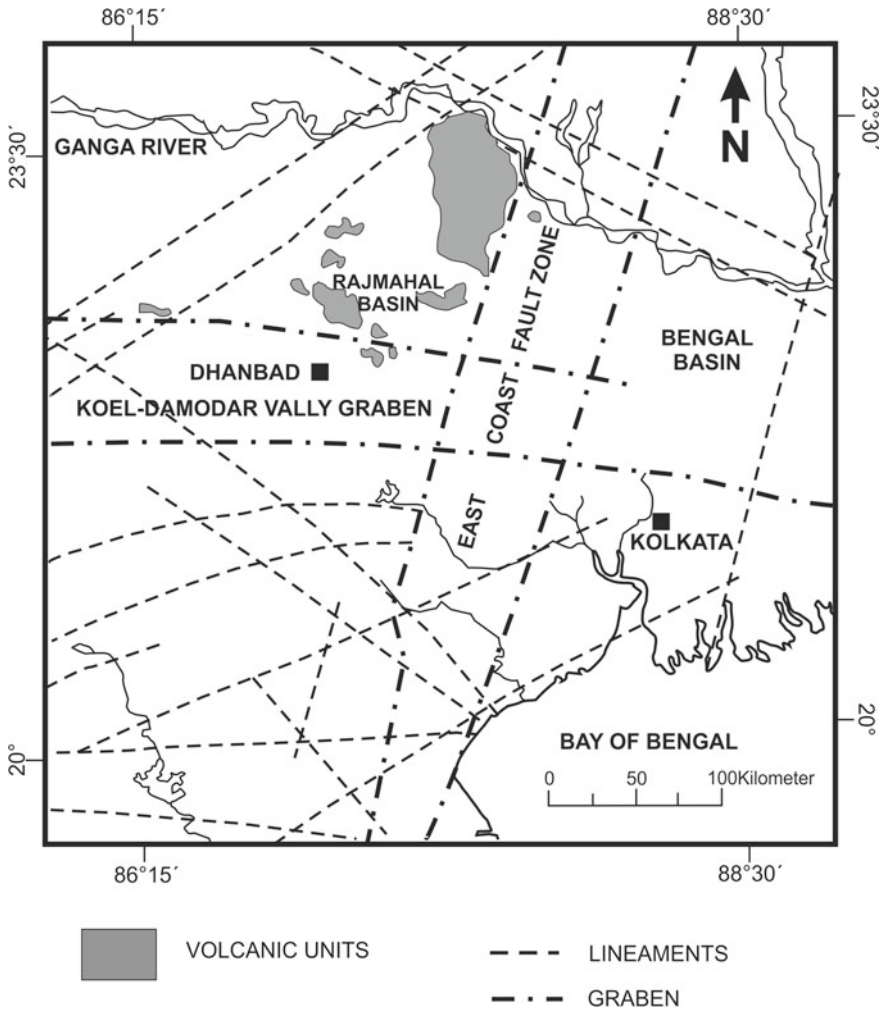 86°15´
88°30´
23°30´
23°30´
N
GANGA RIVER
RAJMAHAL
BASIN
EAST COAST FAULT ZONE
BENGAL
BASIN
DHANBAD
KOEL-DAMODAR VALLY GRABEN
KOLKATA
20°
20°
BAY OF BENGAL
0 50 100Kilometer
86°15´
88°30´
VOLCANIC UNITS
LINEAMENTS
GRABEN